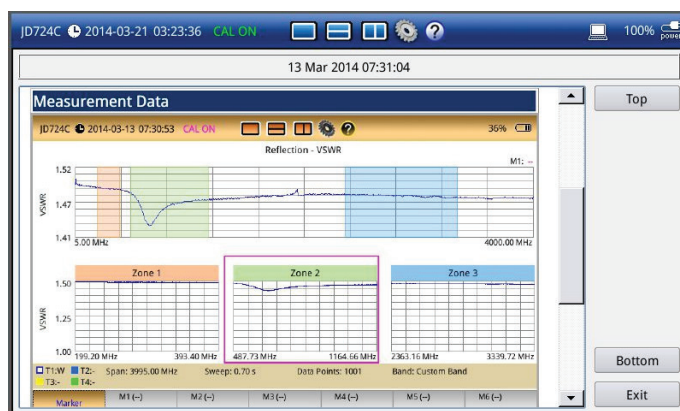 JD724C 2014-03-21 03:23:36 CAL ON 100% power
13 Mar 2014 07:31:04
Measurement Data
Top
JD724C 2014-03-13 07:30:53 CAL ON 36%
Reflection - VSWR
M1: --
1.52
VSWR
1.47
1.41
5.00 MHz 4000.00 MHz
Zone 1 Zone 2 Zone 3
1.50
VSWR
1.25
1.00
199.20 MHz 393.40 MHz 487.73 MHz 1164.66 MHz 2363.16 MHz 3339.72 MHz
T1:W T2:- Span: 3995.00 MHz Sweep: 0.70 s Data Points: 1001 Band: Custom Band
T3:- T4:-
Marker M1 (--) M2 (--) M3 (--) M4 (--) M5 (--) M6 (--)
Bottom
Exit